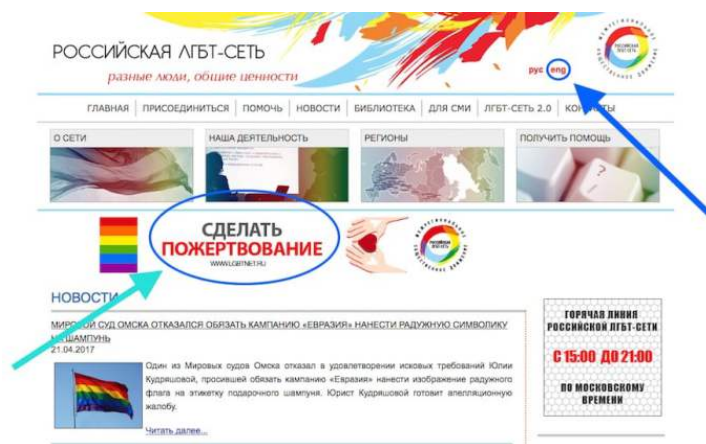 РОССИЙСКАЯ ЛГБТ-СЕТЬ
разные люди, общие ценности
рус eng
ГЛАВНАЯ ПРИСОЕДИНИТЬСЯ ПОМОЧЬ НОВОСТИ БИБЛИОТЕКА ДЛЯ СМИ ЛГБТ-СЕТЬ 2.0
О СЕТИ НАША ДЕЯТЕЛЬНОСТЬ РЕГИОНЫ ПОЛУЧИТЬ ПОМОЩЬ
СДЕЛАТЬ
ПОЖЕРТВОВАНИЕ
WWW.LGBTNET.RU
НОВОСТИ
МИРОВОЙ СУД ОМСКА ОТКАЗАЛСЯ ОБЯЗАТЬ КАМПАНИЮ «ЕВРАЗИЯ» НАНЕСТИ РАДУЖНУЮ СИМВОЛИКУ
НА ШАМПУНЬ
21.04.2017
Один из Мировых судов Омска отказал в удовлетворении исковых требований Юлии
Кудряшовой, просившей обязать кампанию «Евразия» нанести изображение радужного
флага на этикетку подарочного шампуня. Юрист Кудряшовой готовит апелляционную
жалобу.
Читать далее...
ГОРЯЧАЯ ЛИНИЯ
РОССИЙСКОЙ ЛГБТ-СЕТИ
С 15:00 ДО 21:00
ПО МОСКОВСКОМУ
ВРЕМЕНИ